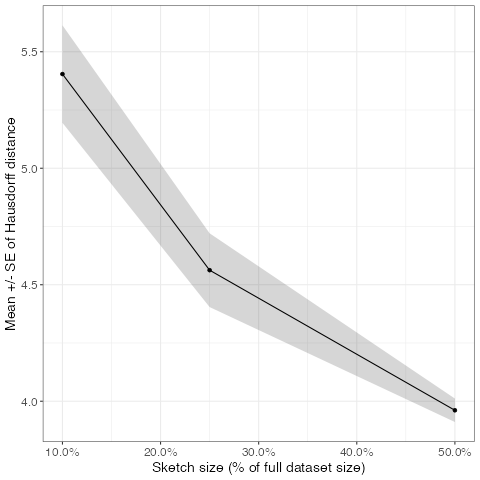 Mean +/- SE of Hausdorff distance
5.5
5.0
4.5
4.0
10.0% 20.0% 30.0% 40.0% 50.0%
Sketch size (% of full dataset size)